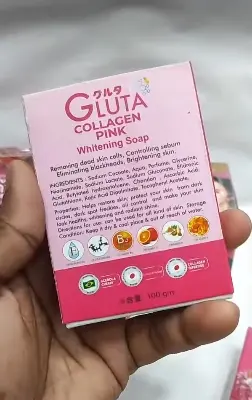 クルタ
GLUTA
COLLAGEN
PINK
Whitening Soap
Removing dead skin cells, Controlling sebum
Eliminating blackheads, Brightening skin.
INGREDIENTS : Sodium Cocoate, Aqua, Perfume, Glycerine,
Niacinamide, Sodium Lactate, Sodium Gluconate, Etidronic
Acid, Butylated hydroxytoluene, Ascorbic Acid,
Glutathione, Kojic Acid Dipalmitate, Tocopheryl Acetate.
Properties: Helps restore skin, protect your skin from dark
circles, dark spot freckles, oil control and make your skin
look healthy, whitening and radiant shine.
Directions for use: can be used for all kind of skin. Storage
Condition: Keep it dry & cool place & out of reach of water.
B3
100 gm